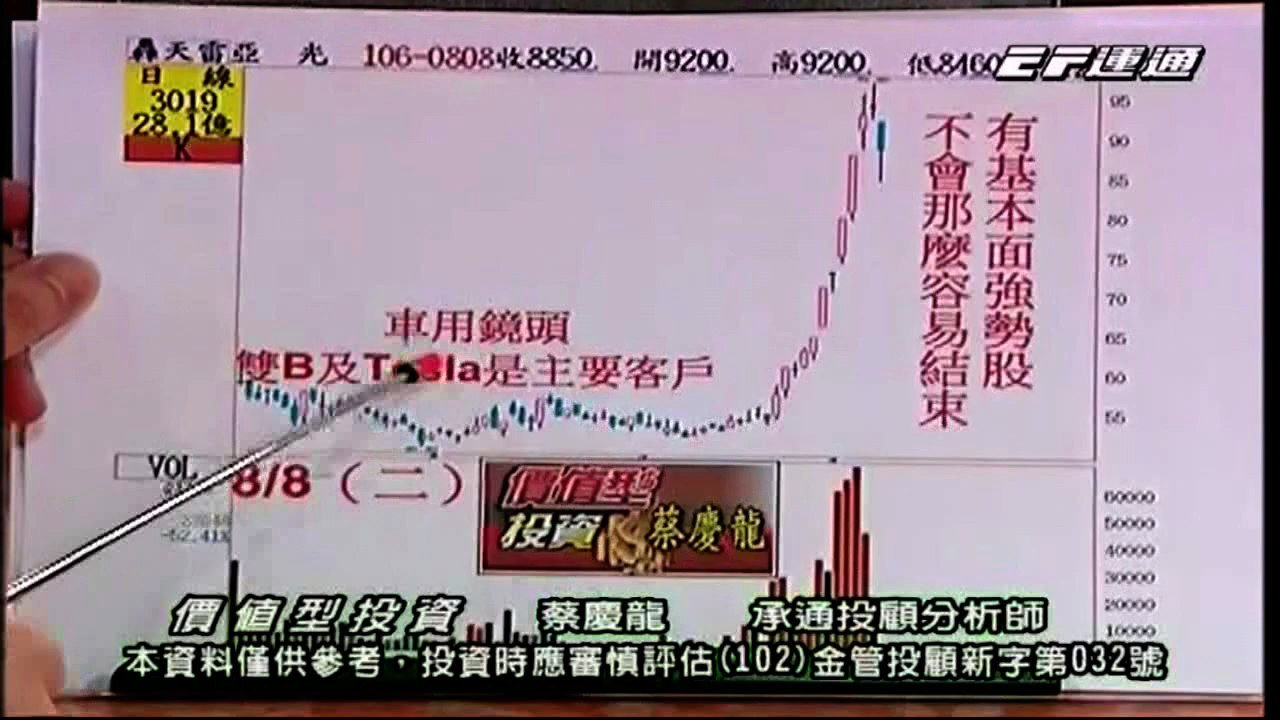 天雷亞 光 106-0808收8850. 開9200. 高9200. 低8460
運通
日 線
3019
28.1億
K
有基本面強勢股
不會那麼容易結束
車用鏡頭
雙B及Tesla是主要客戶
95
90
85
80
75
70
65
60
55
VOL
-62.41%
8/8（二）
價值型
投資
蔡慶龍
60000
50000
40000
30000
20000
10000
價值型投資 蔡慶龍 承通投顧分析師
本資料僅供參考，投資時應審慎評估(102)金管投顧新字第032號